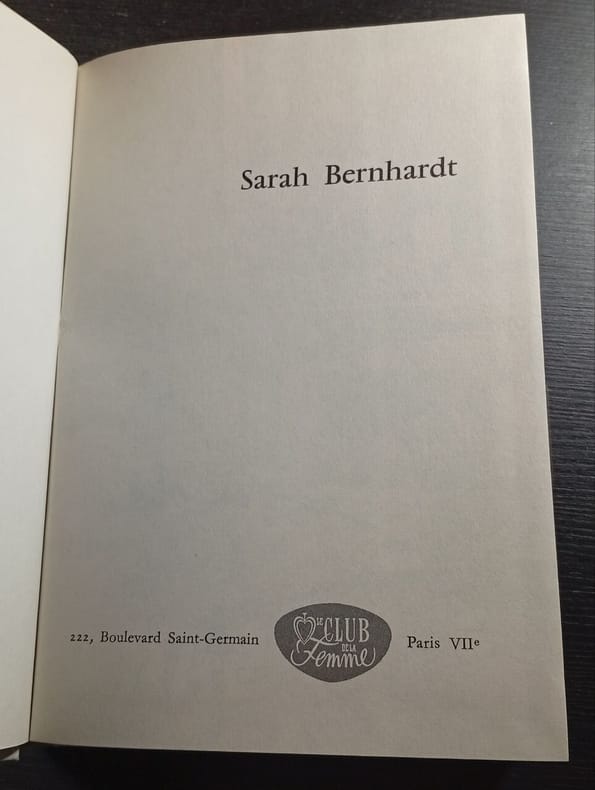 Sarah Bernhardt
222, Boulevard Saint-Germain
LE CLUB
DE LA
Femme
Paris VIIe